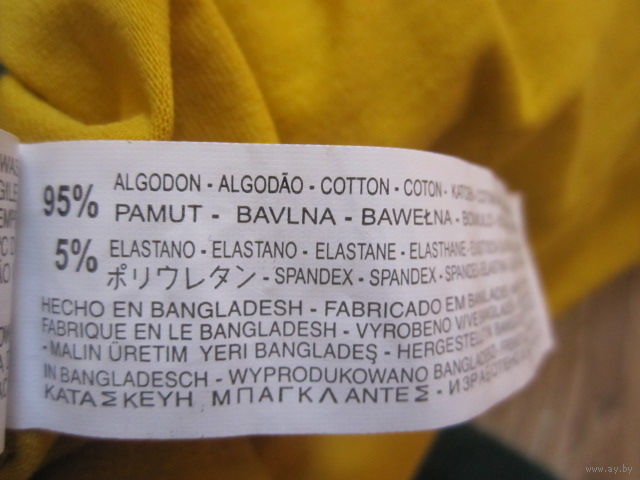 95% ALGODON - ALGODÃO - COTTON - COTON -
PAMUT - BAVLNA - BAWEŁNA -
5% ELASTANO - ELASTANO - ELASTANE - ELASTHANE -
ポリウレタン - SPANDEX - SPANDEX -
HECHO EN BANGLADESH - FABRICADO EM
FABRIQUE EN LE BANGLADESH - VYROBENO
- MALIN ÜRETIM YERI BANGLADEŞ - HERGESTELLT
IN BANGLADESCH - WYPRODUKOWANO
ΚΑΤΑΣΚΕΥΗ ΜΠΑΓΚΛΑΝΤΕΣ -
www.ay.by